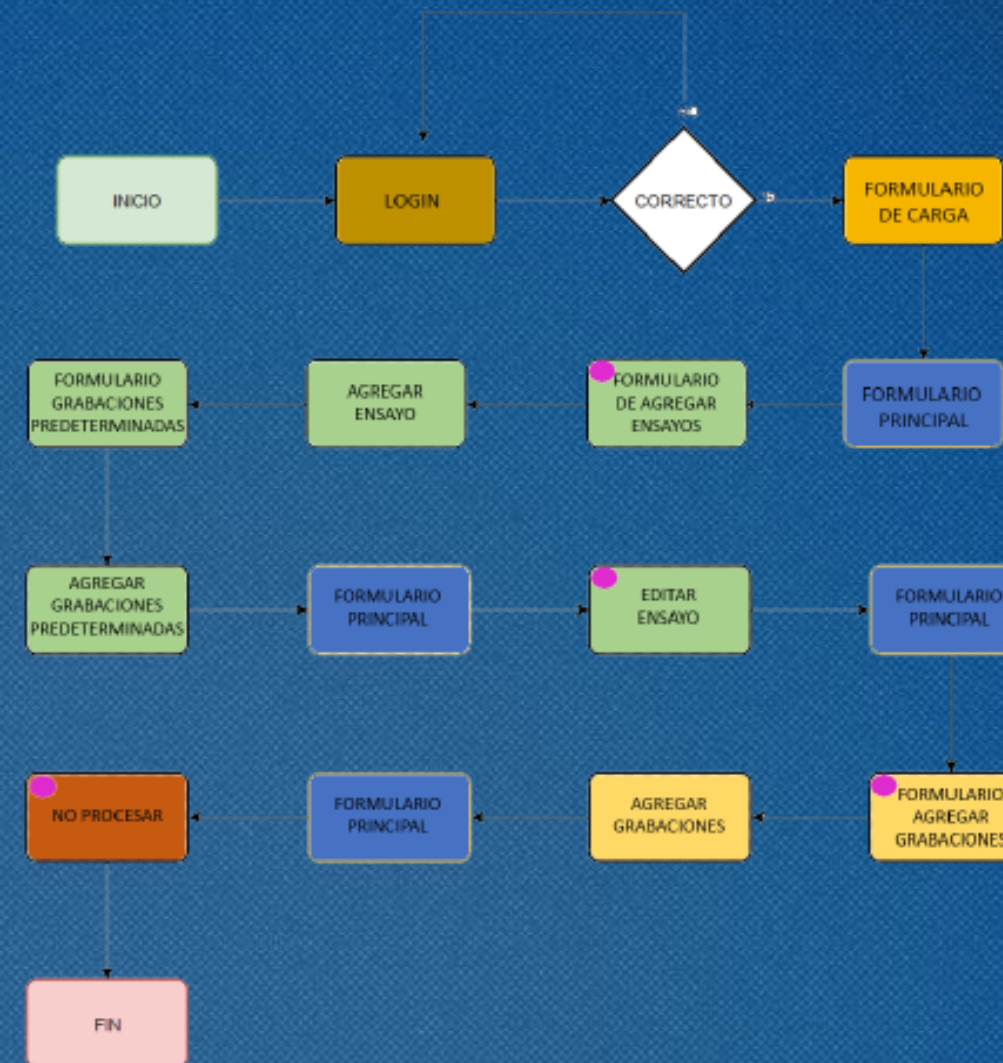 INICIO
LOGIN
CORRECTO
FORMULARIO
DE CARGA
FORMULARIO
GRABACIONES
PREDETERMINADAS
AGREGAR
ENSAYO
FORMULARIO
DE AGREGAR
ENSAYOS
FORMULARIO
PRINCIPAL
AGREGAR
GRABACIONES
PREDETERMINADAS
FORMULARIO
PRINCIPAL
EDITAR
ENSAYO
FORMULARIO
PRINCIPAL
NO PROCESAR
FORMULARIO
PRINCIPAL
AGREGAR
GRABACIONES
FORMULARIO
AGREGAR
GRABACIONES
FIN